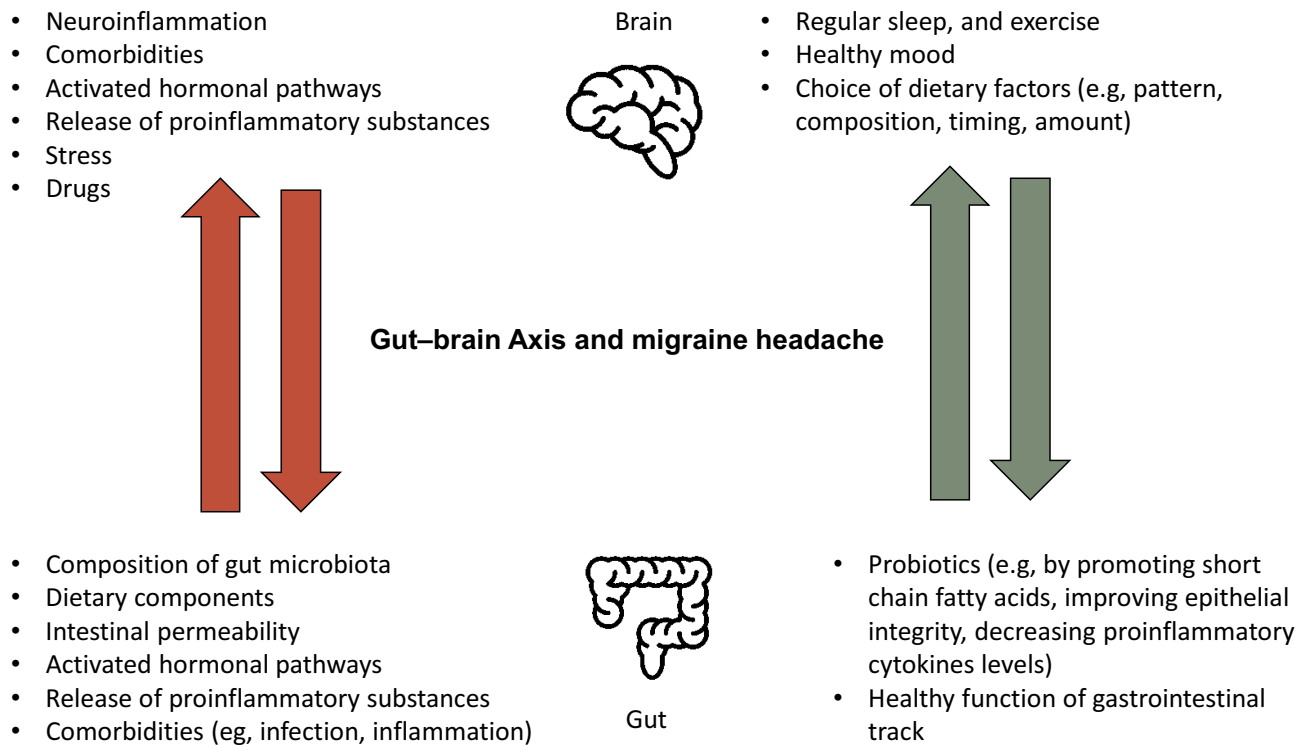 • Neuroinflammation
• Comorbidities
• Activated hormonal pathways
• Release of proinflammatory substances
• Stress
• Drugs
Brain
• Regular sleep, and exercise
• Healthy mood
• Choice of dietary factors (e.g, pattern,
composition, timing, amount)
Gut–brain Axis and migraine headache
• Composition of gut microbiota
• Dietary components
• Intestinal permeability
• Activated hormonal pathways
• Release of proinflammatory substances
• Comorbidities (eg, infection, inflammation)
Gut
• Probiotics (e.g, by promoting short
chain fatty acids, improving epithelial
integrity, decreasing proinflammatory
cytokines levels)
• Healthy function of gastrointestinal
track